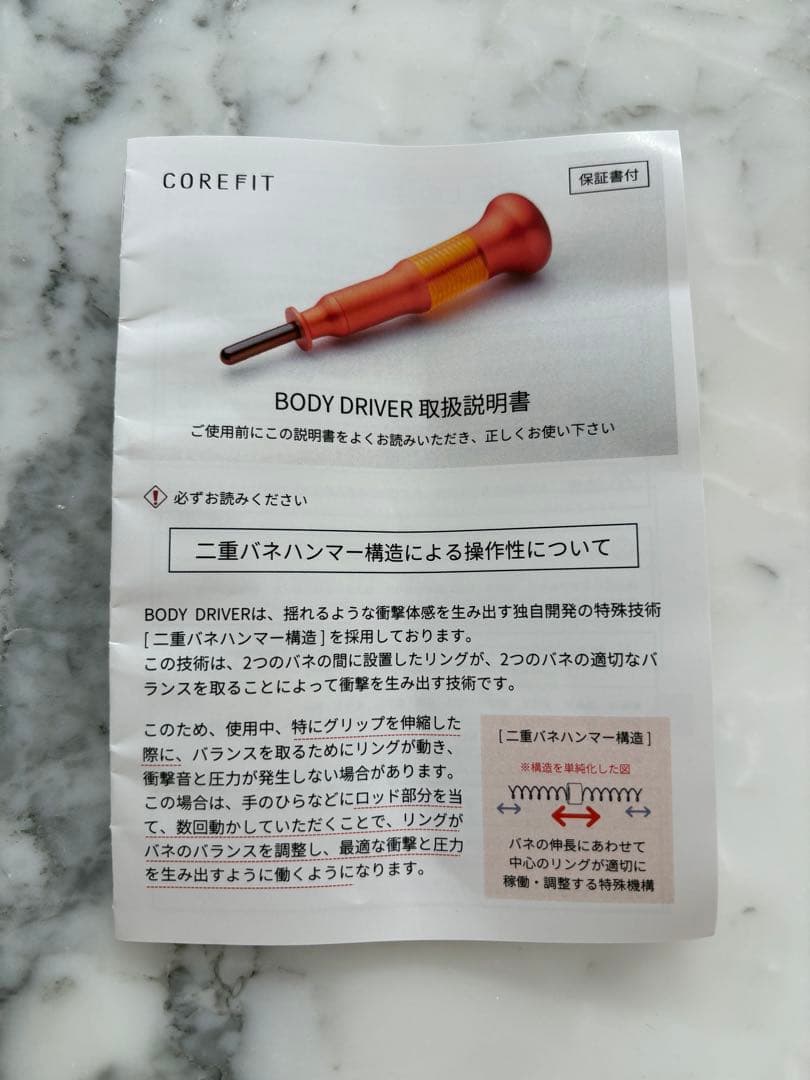 COREFIT
保証書付
BODY DRIVER 取扱説明書
ご使用前にこの説明書をよくお読みいただき、正しくお使い下さい
必ずお読みください
二重バネハンマー構造による操作性について
BODY DRIVERは、揺れるような衝撃体感を生み出す独自開発の特殊技術
[ 二重バネハンマー構造 ] を採用しております。
この技術は、2つのバネの間に設置したリングが、2つのバネの適切なバ
ランスを取ることによって衝撃を生み出す技術です。
このため、使用中、特にグリップを伸縮した
際に、バランスを取るためにリングが動き、
衝撃音と圧力が発生しない場合があります。
この場合は、手のひらなどにロッド部分を当
て、数回動かしていただくことで、リングが
バネのバランスを調整し、最適な衝撃と圧力
を生み出すように働くようになります。
[ 二重バネハンマー構造 ]
※構造を単純化した図
バネの伸長にあわせて
中心のリングが適切に
稼働・調整する特殊機構